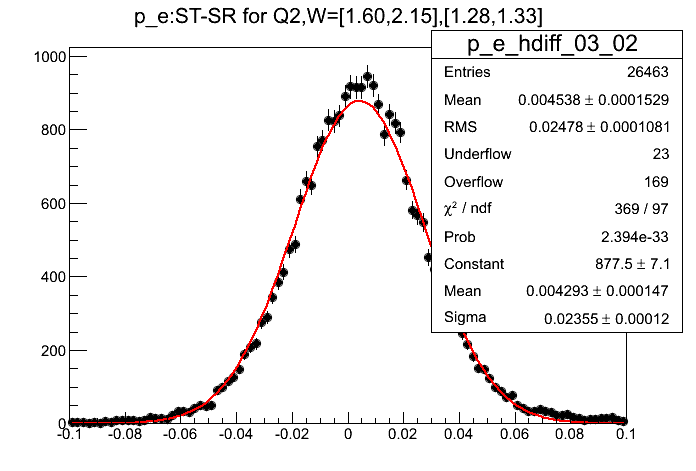 p_e:ST-SR for Q2,W=[1.60,2.15],[1.28,1.33]
p_e_hdiff_03_02
Entries 26463
Mean 0.004538 ± 0.0001529
RMS 0.02478 ± 0.0001081
Underflow 23
Overflow 169
χ² / ndf 369 / 97
Prob 2.394e-33
Constant 877.5 ± 7.1
Mean 0.004293 ± 0.000147
Sigma 0.02355 ± 0.00012
1000
800
600
400
200
0
-0.1 -0.08 -0.06 -0.04 -0.02 0 0.02 0.04 0.06 0.08 0.1